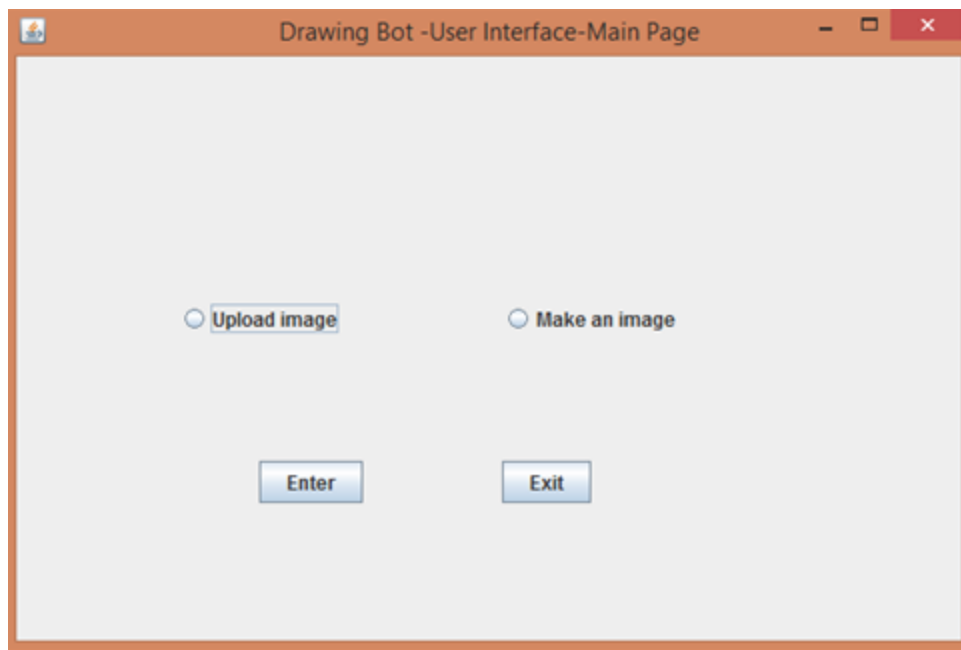 Drawing Bot -User Interface-Main Page
Upload image
Make an image
Enter
Exit